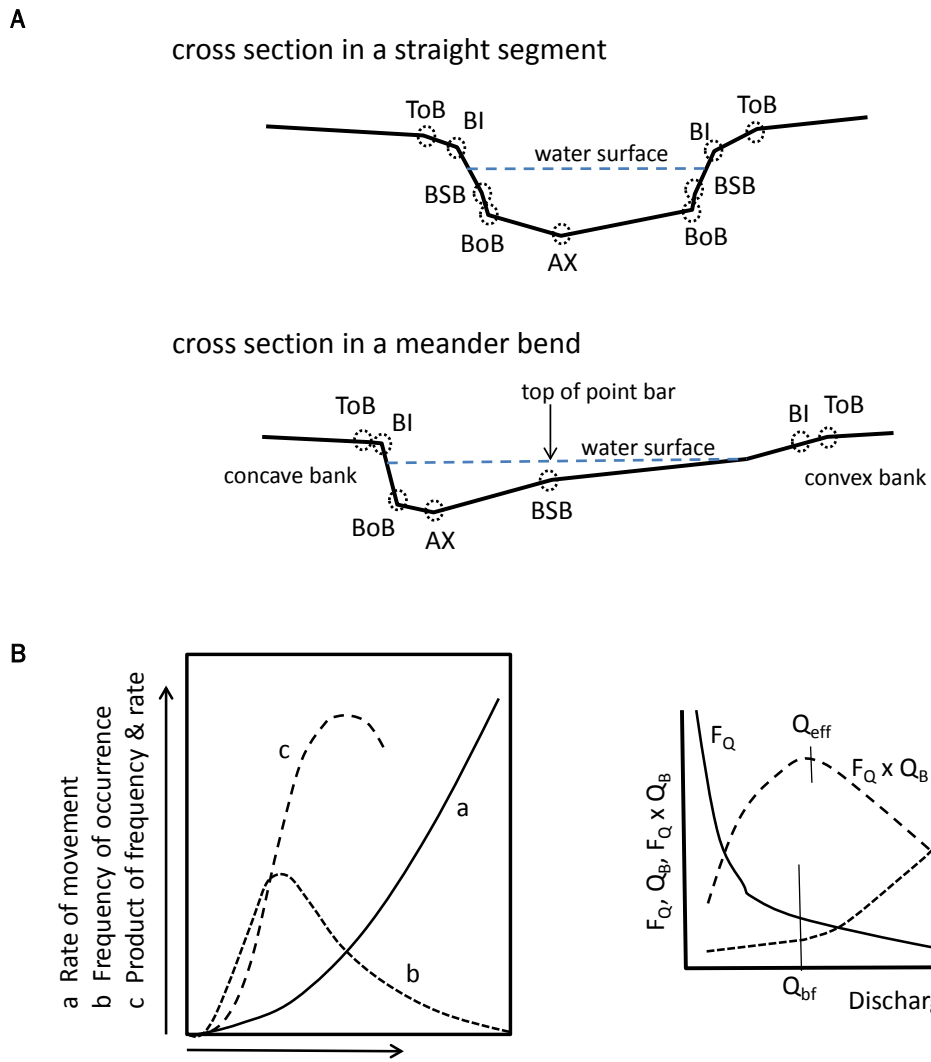 A
cross section in a straight segment
ToB
BI
ToB
BI
water surface
BSB
BSB
BoB
BoB
AX
cross section in a meander bend
top of point bar
ToB
BI
BI
ToB
water surface
concave bank
convex bank
BSB
BoB
AX
B
a Rate of movement
b Frequency of occurrence
c Product of frequency & rate
c
a
b
F_Q, Q_B, F_Q x Q_B
F_Q
Q_eff
F_Q x Q_B
Q_bf
Discharg